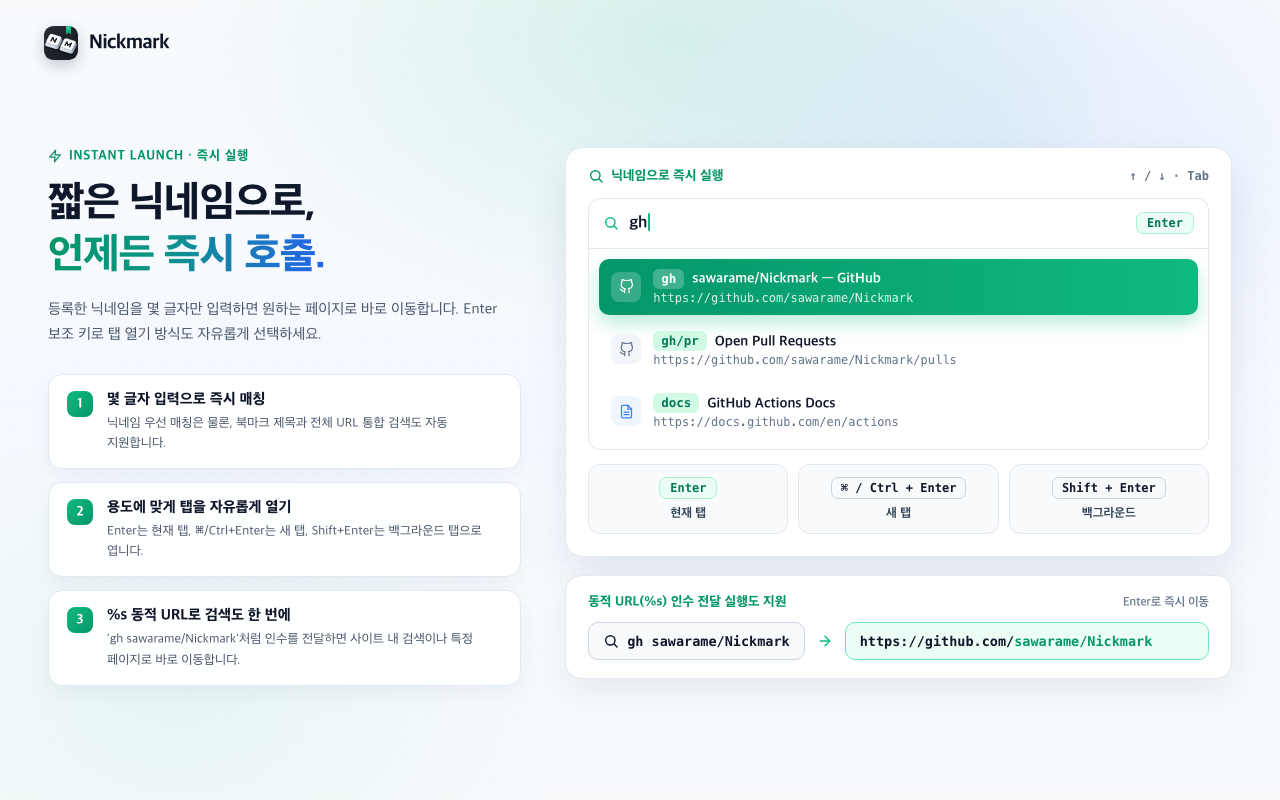 N M
Nickmark
INSTANT LAUNCH · 즉시 실행
짧은 닉네임으로,
언제든 즉시 호출.
등록한 닉네임을 몇 글자만 입력하면 원하는 페이지로 바로 이동합니다. Enter
보조 키로 탭 열기 방식도 자유롭게 선택하세요.
1
몇 글자 입력으로 즉시 매칭
닉네임 우선 매칭은 물론, 북마크 제목과 전체 URL 통합 검색도 자동
지원합니다.
2
용도에 맞게 탭을 자유롭게 열기
Enter는 현재 탭, ⌘/Ctrl+Enter는 새 탭, Shift+Enter는 백그라운드 탭으로
엽니다.
3
%s 동적 URL로 검색도 한 번에
'gh sawarame/Nickmark'처럼 인수를 전달하면 사이트 내 검색이나 특정
페이지로 바로 이동합니다.
닉네임으로 즉시 실행
↑ / ↓ · Tab
gh
Enter
gh sawarame/Nickmark — GitHub
https://github.com/sawarame/Nickmark
gh/pr Open Pull Requests
https://github.com/sawarame/Nickmark/pulls
docs GitHub Actions Docs
https://docs.github.com/en/actions
Enter
현재 탭
⌘ / Ctrl + Enter
새 탭
Shift + Enter
백그라운드
동적 URL(%s) 인수 전달 실행도 지원
Enter로 즉시 이동
gh sawarame/Nickmark
→
https://github.com/sawarame/Nickmark